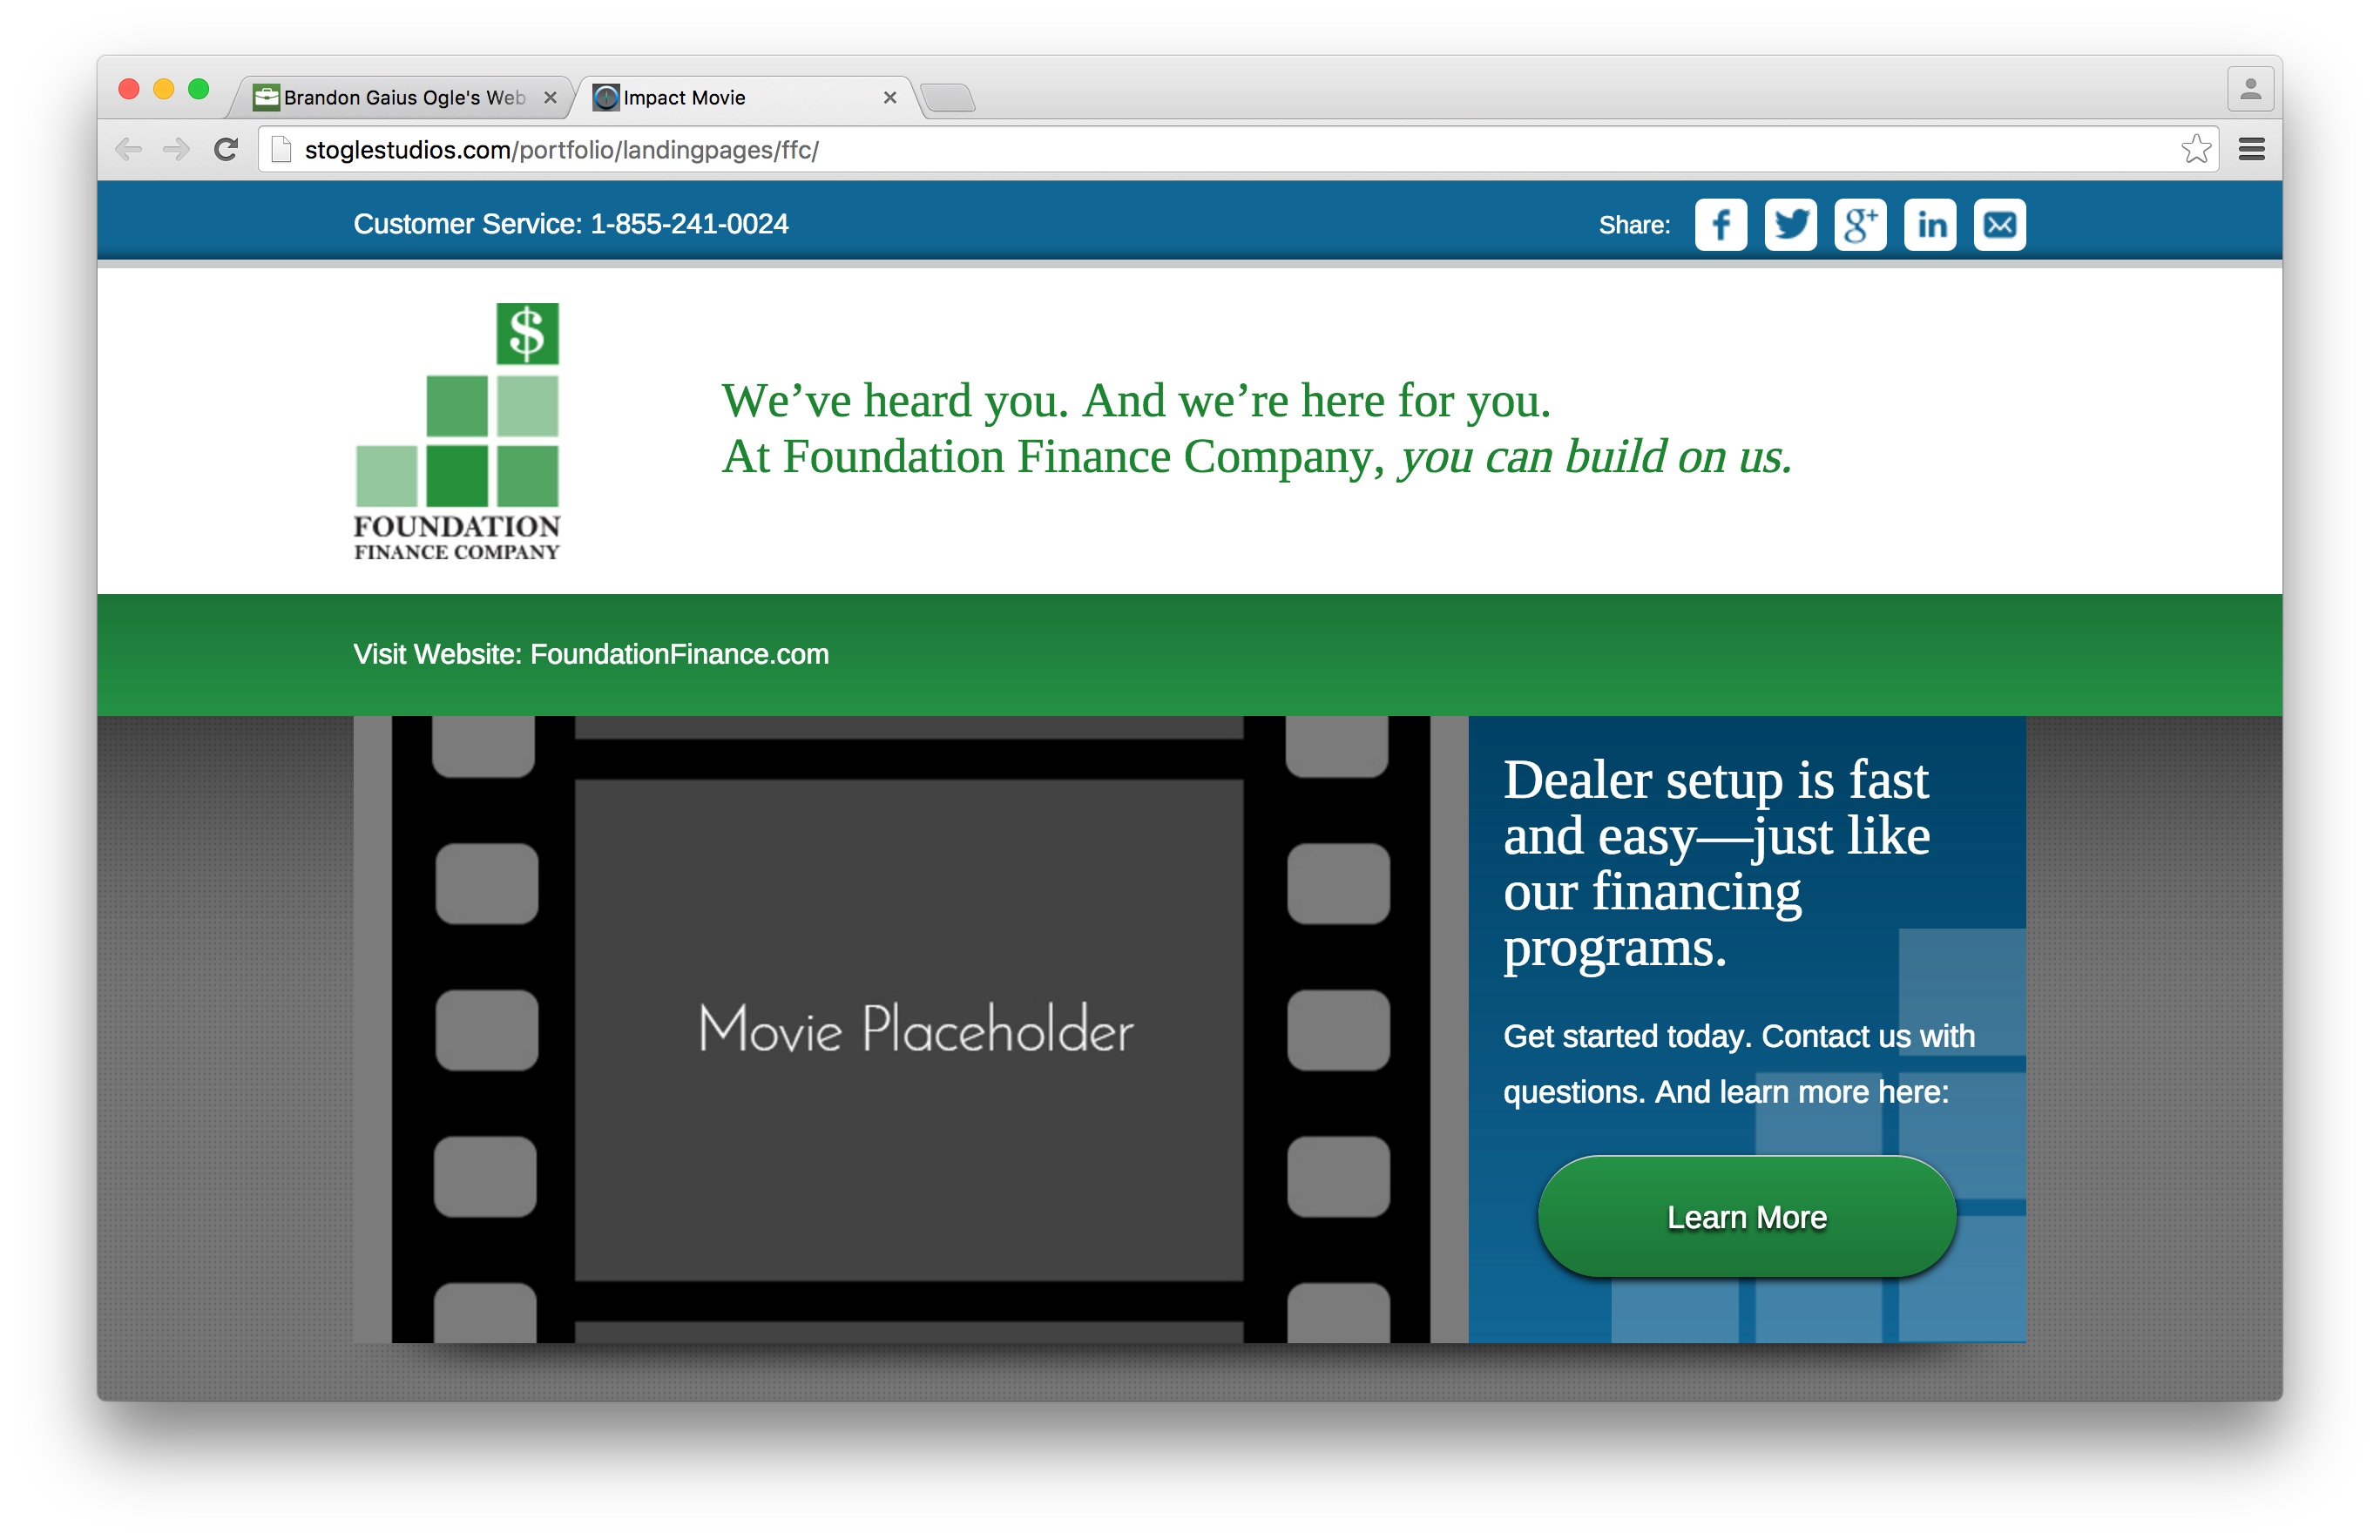 Brandon Gaius Ogle's Web
Impact Movie
stoglestudios.com/portfolio/landingpages/ffc/
Customer Service: 1-855-241-0024
Share:
f
g+
in
$
FOUNDATION
FINANCE COMPANY
We’ve heard you. And we’re here for you.
At Foundation Finance Company, you can build on us.
Visit Website: FoundationFinance.com
Movie Placeholder
Dealer setup is fast
and easy—just like
our financing
programs.
Get started today. Contact us with
questions. And learn more here:
Learn More